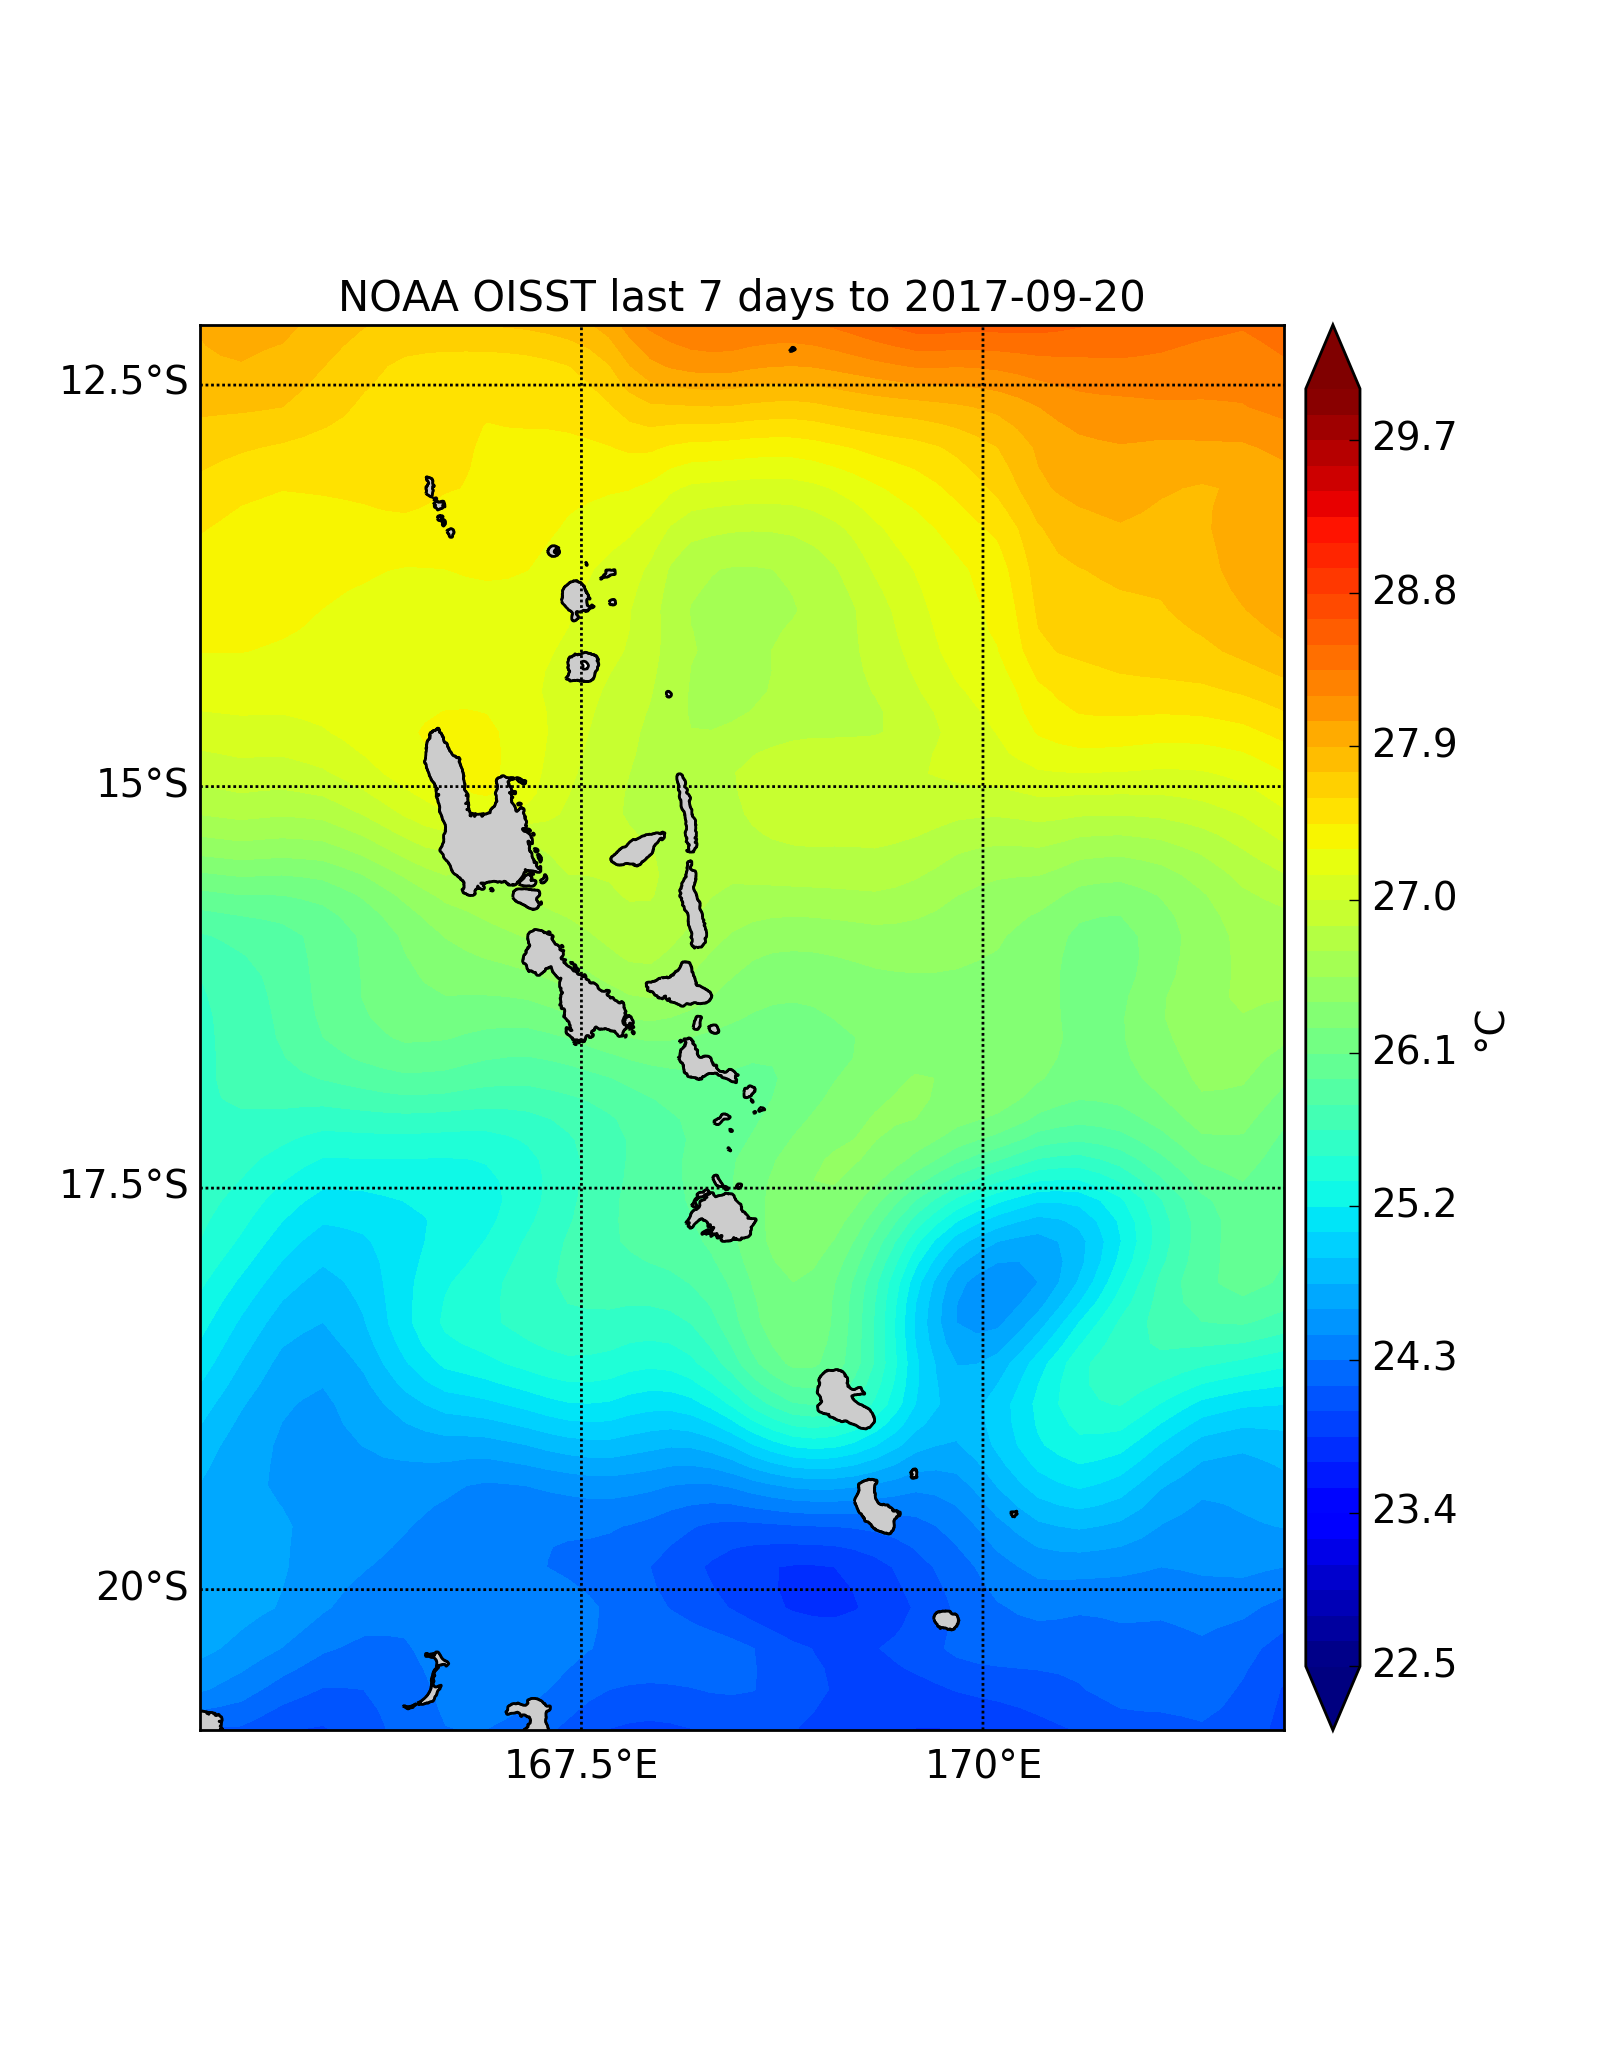 NOAA OISST last 7 days to 2017-09-20
12.5°S
15°S
17.5°S
20°S
167.5°E
170°E
29.7
28.8
27.9
27.0
26.1
25.2
24.3
23.4
22.5
°C